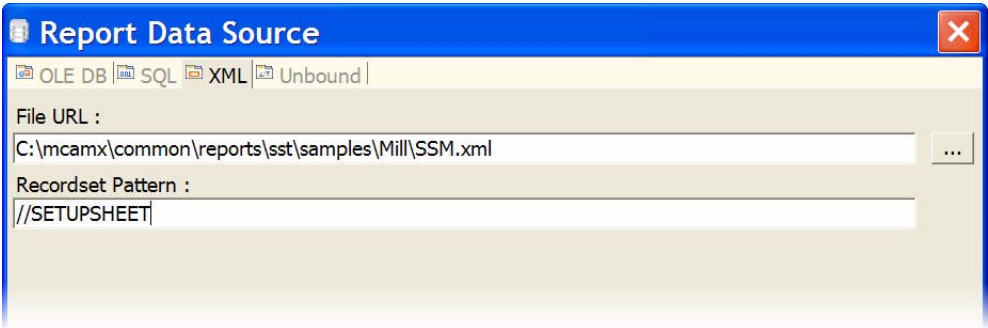 Report Data Source
OLE DB SQL XML Unbound
File URL :
C:\mcamx\common\reports\sst\samples\Mill\SSM.xml
...
Recordset Pattern :
//SETUPSHEET